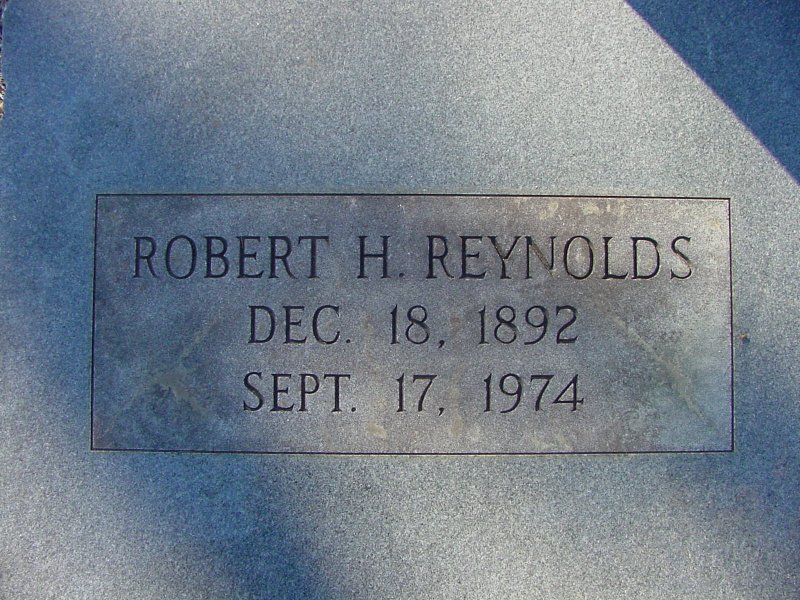 ROBERT H. REYNOLDS
DEC. 18, 1892
SEPT. 17, 1974